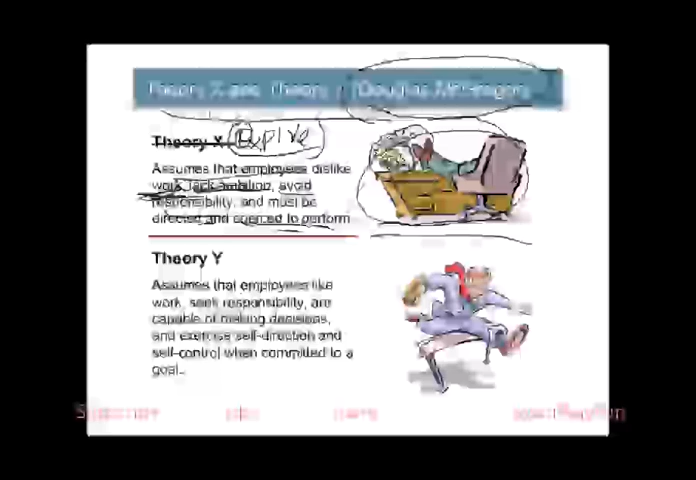 Theory X and Theory Y (Douglas McGregor)
Theory X
Assumes that employees dislike
work, lack ambition, avoid
responsibility, and must be
directed and coerced to perform
Theory Y
Assumes that employees like
work, seek responsibility, are
capable of making decisions,
and exercise self-direction and
self-control when committed to a
goal.